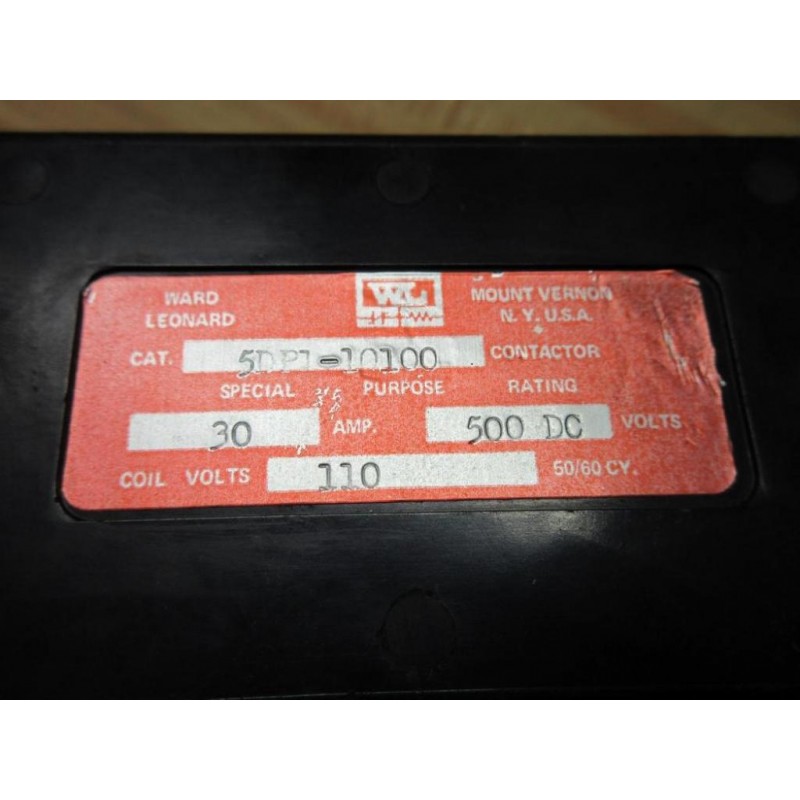 WARD LEONARD WL MOUNT VERNON N.Y. U.S.A.
CAT. 5DP1-10100 CONTACTOR
SPECIAL PURPOSE RATING
30 AMP. 500 DC VOLTS
COIL VOLTS 110 50/60 CY.